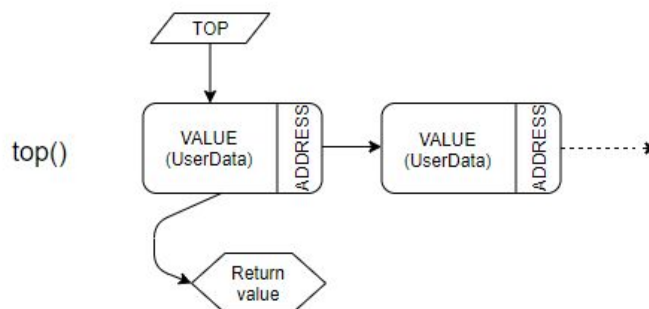 TOP
top()
VALUE
(UserData)
ADDRESS
VALUE
(UserData)
ADDRESS
Return
value